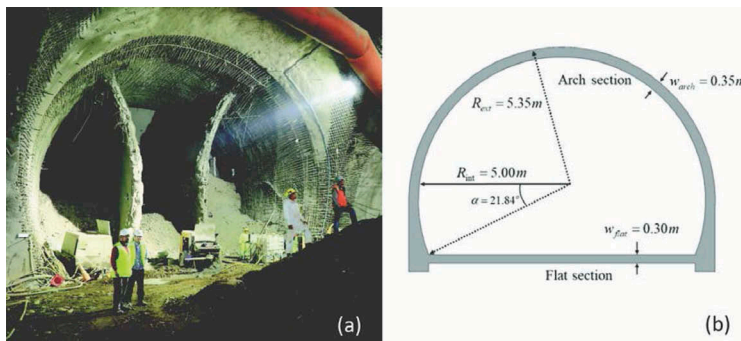 (a)
Arch section
w_arch = 0.35m
R_ext = 5.35m
R_int = 5.00m
α = 21.84°
w_flat = 0.30m
Flat section
(b)